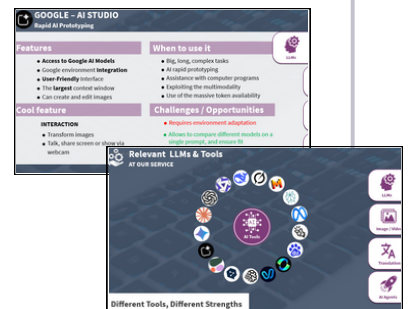 GOOGLE – AI STUDIO
Rapid AI Prototyping
Features
• Access to Google AI Models
• Google environment integration
• User-Friendly interface
• The largest context window
• Can create and edit images
When to use it
• Big, long, complex tasks
• AI rapid prototyping
• Assistance with computer programs
• Exploiting the multimodality
• Use of the massive token availability
LLMs
Cool feature
INTERACTION
• Transform images
• Talk, share screen or show via
webcam
Challenges / Opportunities
• Requires environment adaptation
• Allows to compare different models on a
single prompt, and ensure fit
Relevant LLMs & Tools
AT OUR SERVICE
AI Tools
LLMs
Image / Video
Translation
AI Agents
Different Tools, Different Strengths